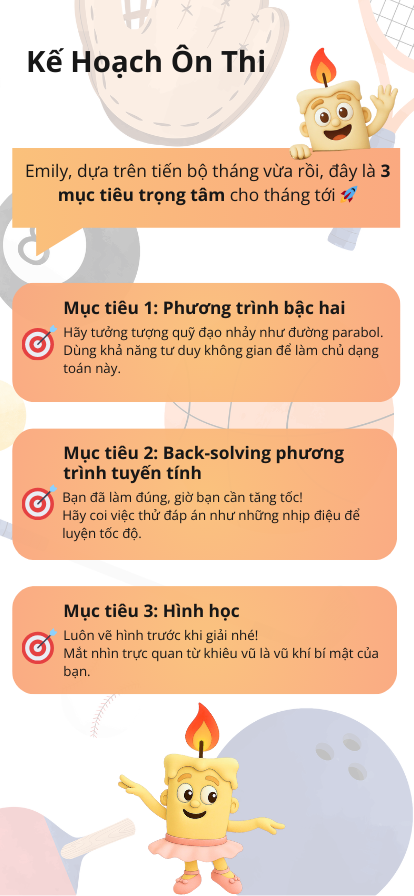 Kế Hoạch Ôn Thi
Emily, dựa trên tiến bộ tháng vừa rồi, đây là 3
mục tiêu trọng tâm cho tháng tới 🚀
Mục tiêu 1: Phương trình bậc hai
Hãy tưởng tượng quỹ đạo nhảy như đường parabol.
Dùng khả năng tư duy không gian để làm chủ dạng
toán này.
Mục tiêu 2: Back-solving phương
trình tuyến tính
Bạn đã làm đúng, giờ bạn cần tăng tốc!
Hãy coi việc thử đáp án như những nhịp điệu để
luyện tốc độ.
Mục tiêu 3: Hình học
Luôn vẽ hình trước khi giải nhé!
Mắt nhìn trực quan từ khiêu vũ là vũ khí bí mật của
bạn.